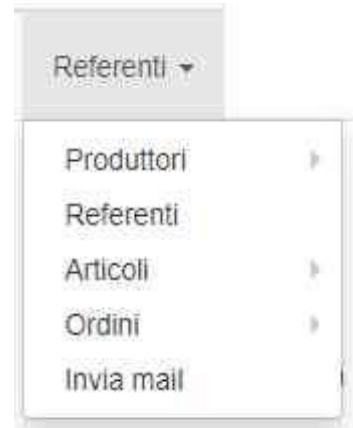 Referenti
Produttori
Referenti
Articoli
Ordini
Invia mail